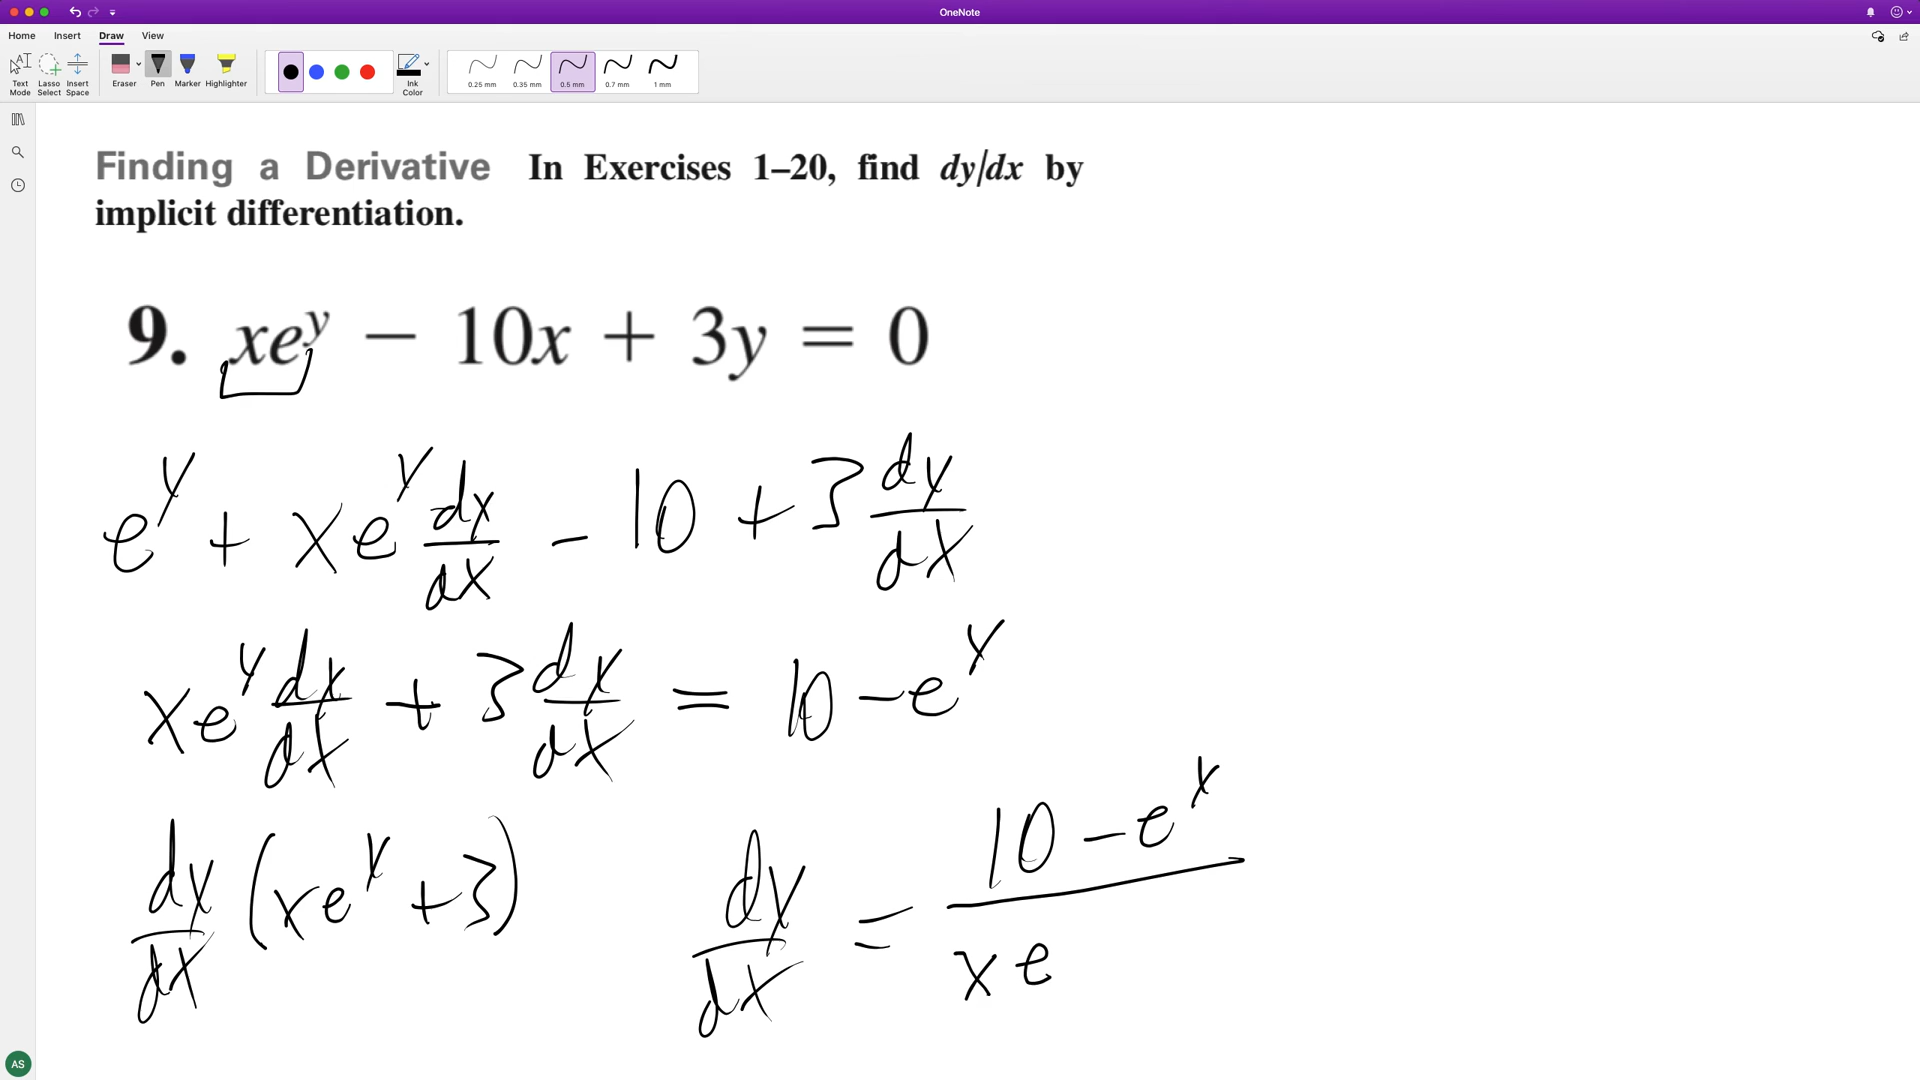 OneNote
Home Insert Draw View
Text Mode Lasso Select Insert Space Eraser Pen Marker Highlighter Ink Color 0.25 mm 0.35 mm 0.5 mm 0.7 mm 1 mm
Finding a Derivative In Exercises 1–20, find dy/dx by
implicit differentiation.
9. xe^y − 10x + 3y = 0
e^y + xe^y dy/dx − 10 + 3 dy/dx
xe^y dy/dx + 3 dy/dx = 10 − e^y
dy/dx (xe^y + 3) dy/dx = 10 − e^y / xe
AS